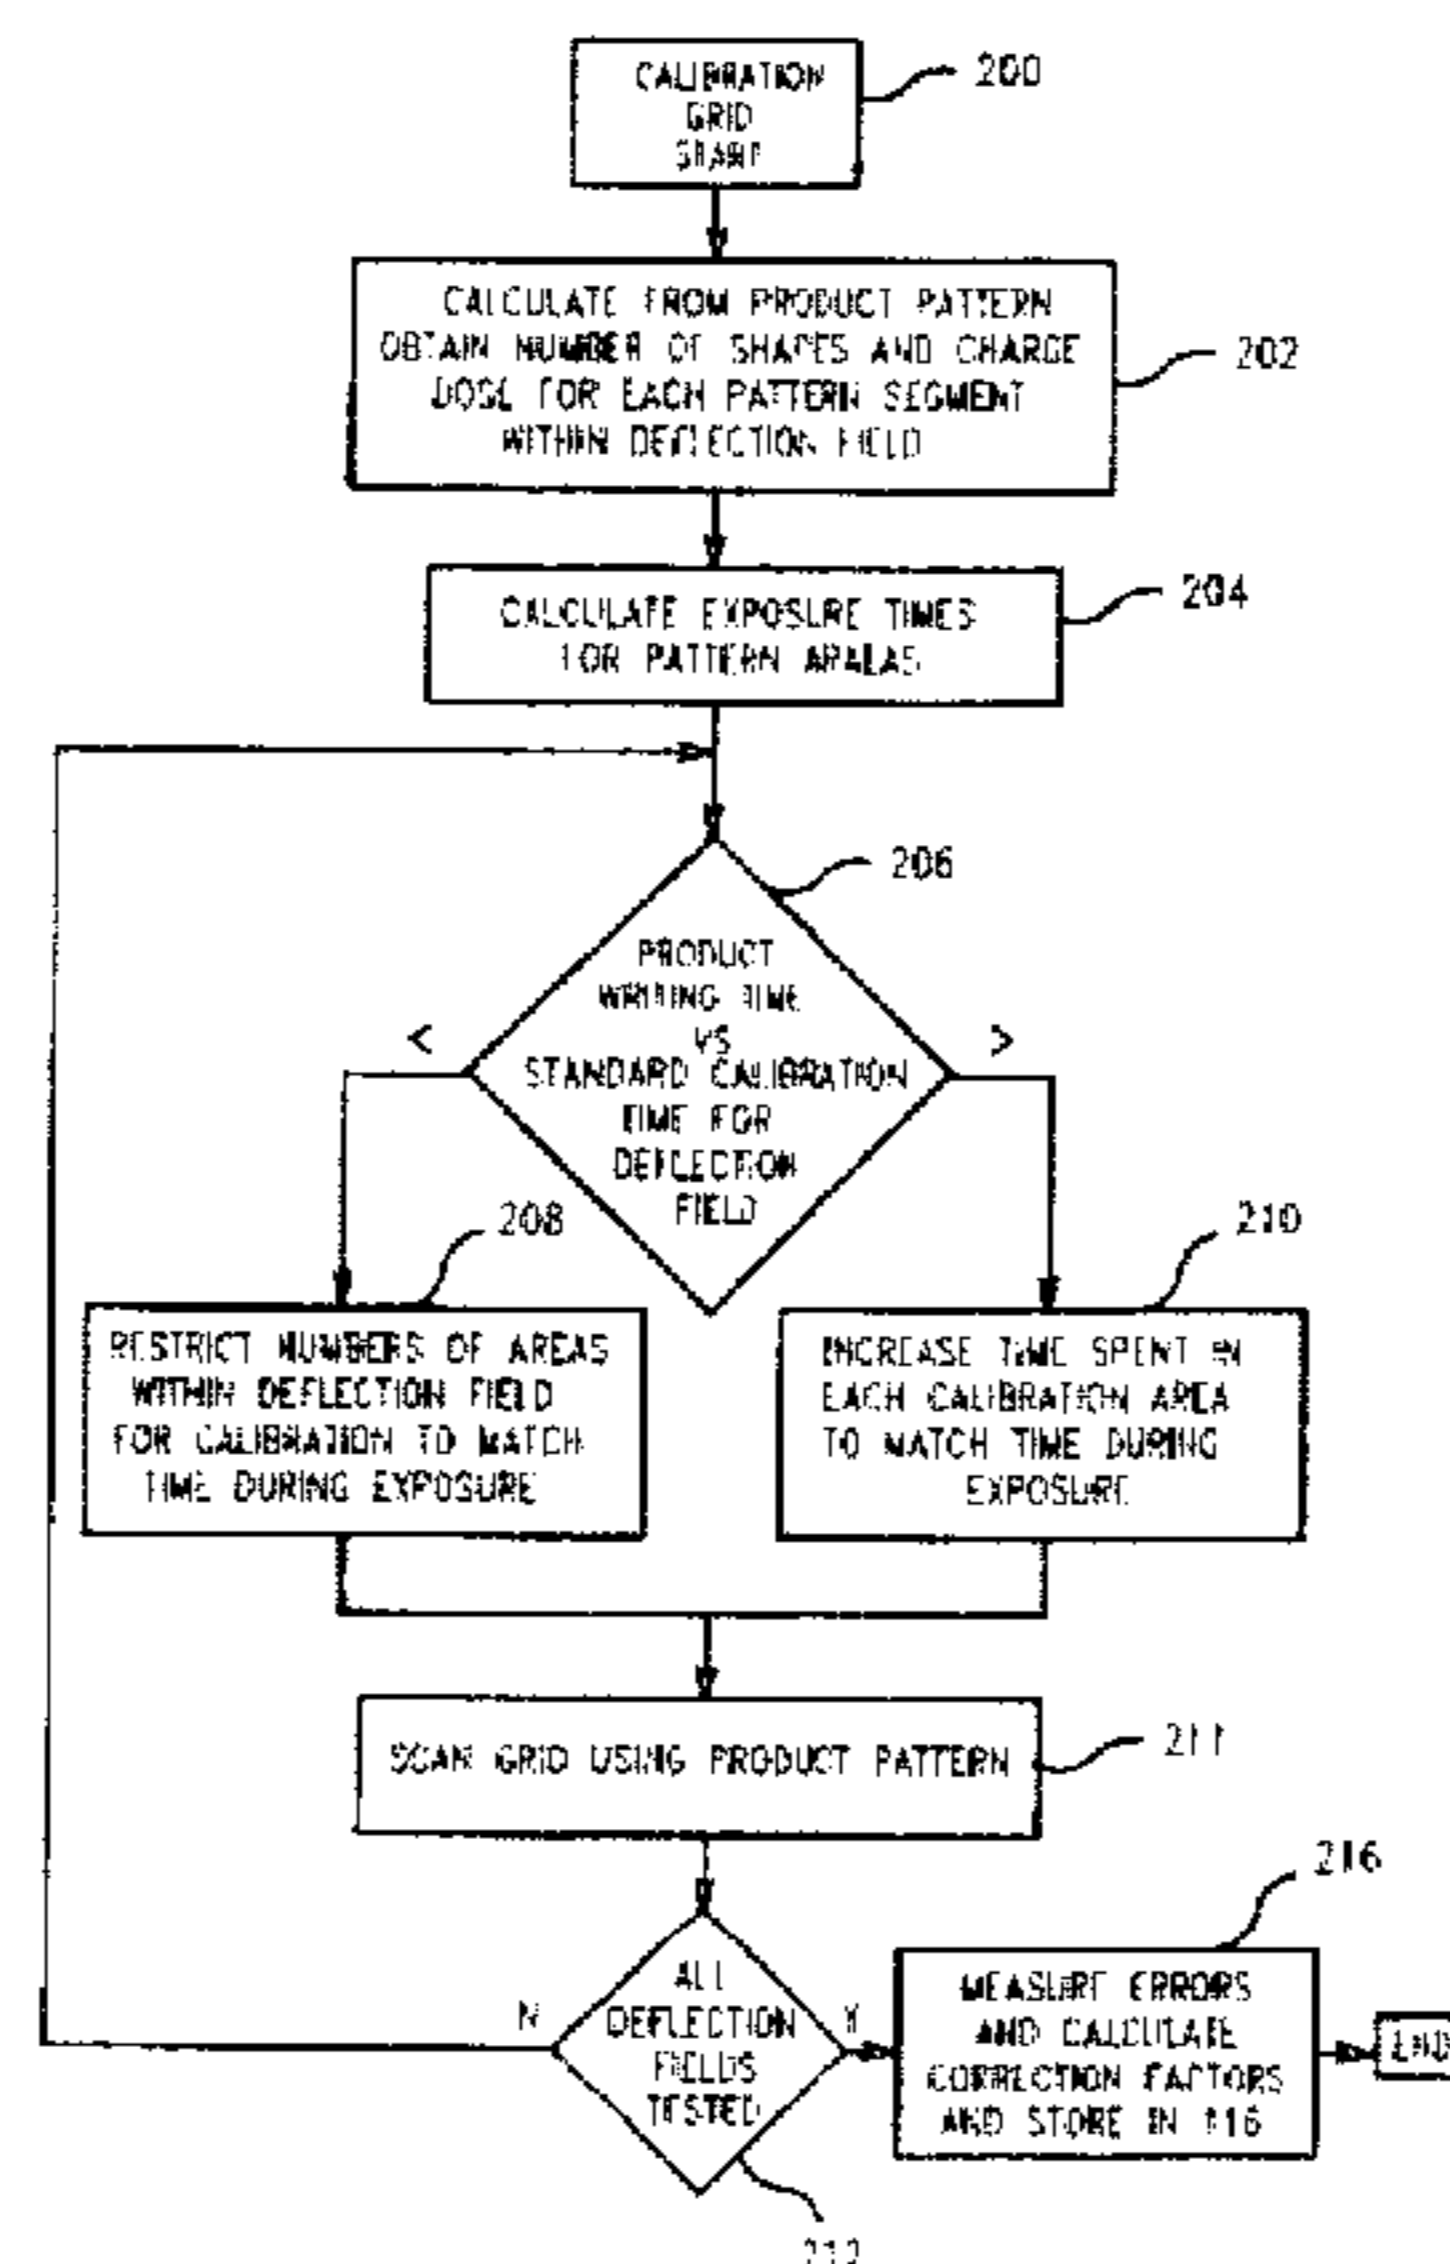 CALIBRATION
GRID
START
200
CALCULATE FROM PRODUCT PATTERN
OBTAIN NUMBER OF SHAPES AND CHARGE
DOSE FOR EACH PATTERN SEGMENT
WITHIN DEFLECTION FIELD
202
CALCULATE EXPOSURE TIMES
FOR PATTERN
204
206
PRODUCT
WRITING TIME
VS
STANDARD CALIBRATION
TIME FOR
DEFLECTION
FIELD
<
>
208
RESTRICT NUMBERS OF AREAS
WITHIN DEFLECTION FIELD
FOR CALIBRATION TO MATCH
TIME DURING EXPOSURE
210
INCREASE TIME SPENT IN
EACH CALIBRATION AREA
TO MATCH TIME DURING
EXPOSURE
SCAN GRID USING PRODUCT PATTERN
211
ALL
DEFLECTION
FIELDS
TESTED
N
Y
216
MEASURE ERRORS
AND CALCULATE
CORRECTION FACTORS
AND STORE IN 116
END